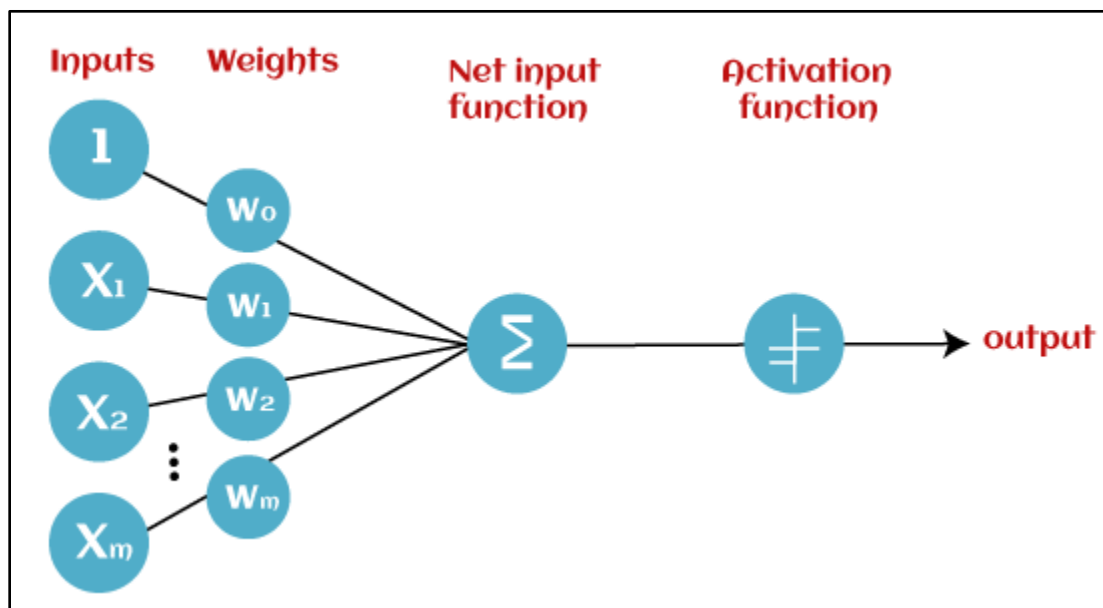 Inputs
Weights
Net input
function
Activation
function
1
W0
X1
W1
X2
W2
Xm
Wm
Σ
output